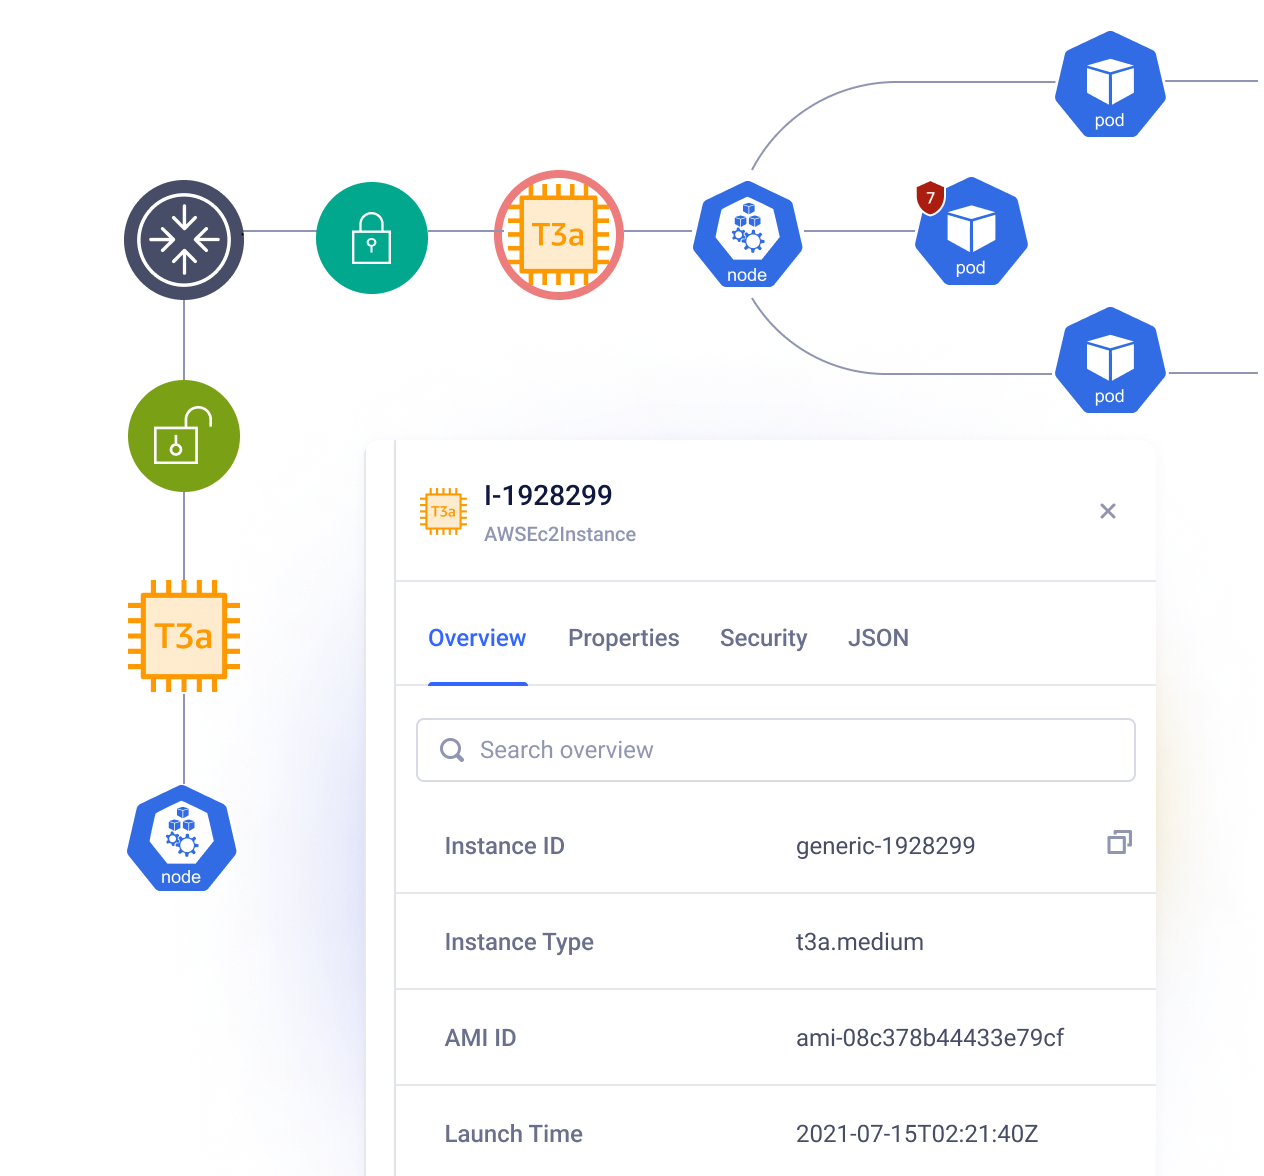 pod
7
T3a
node
pod
pod
I-1928299
T3a
AWSEc2Instance
Overview Properties Security JSON
T3a
Search overview
Instance ID generic-1928299
node
Instance Type t3a.medium
AMI ID ami-08c378b44433e79cf
Launch Time 2021-07-15T02:21:40Z